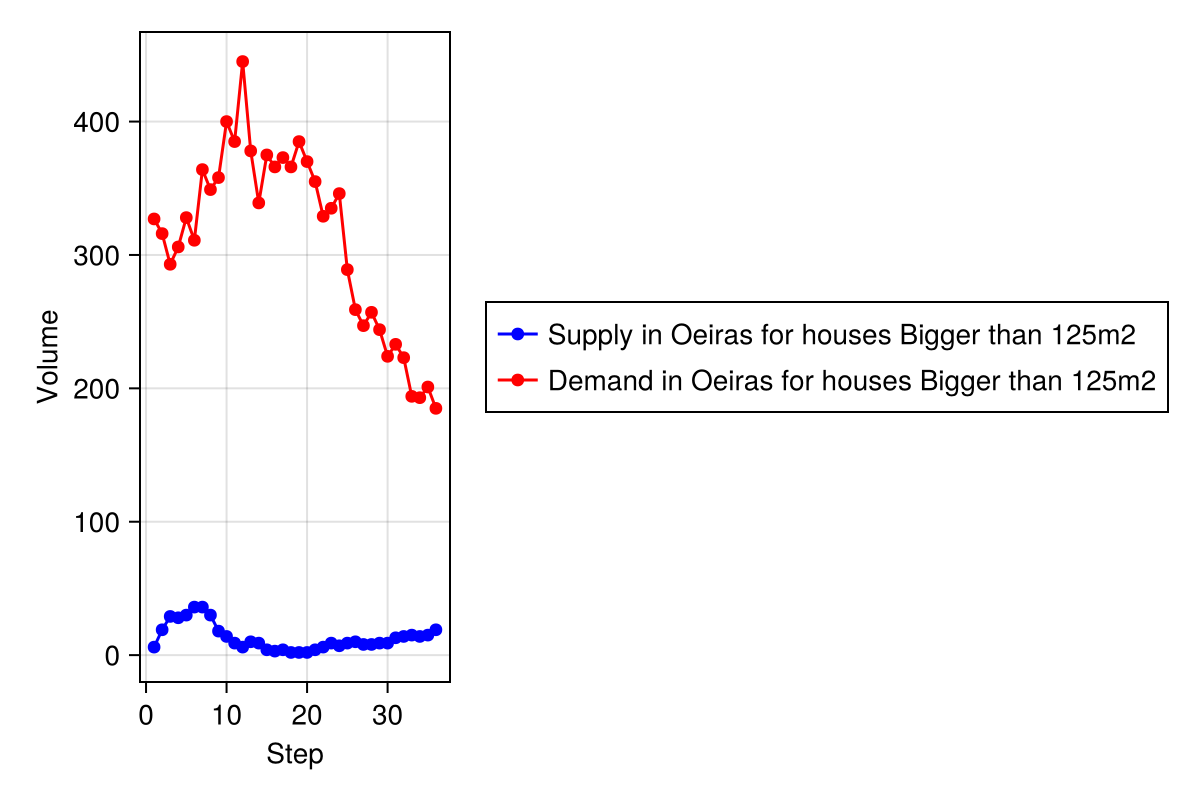 400
300
200
100
0
Volume
0 10 20 30
Step
Supply in Oeiras for houses Bigger than 125m2
Demand in Oeiras for houses Bigger than 125m2